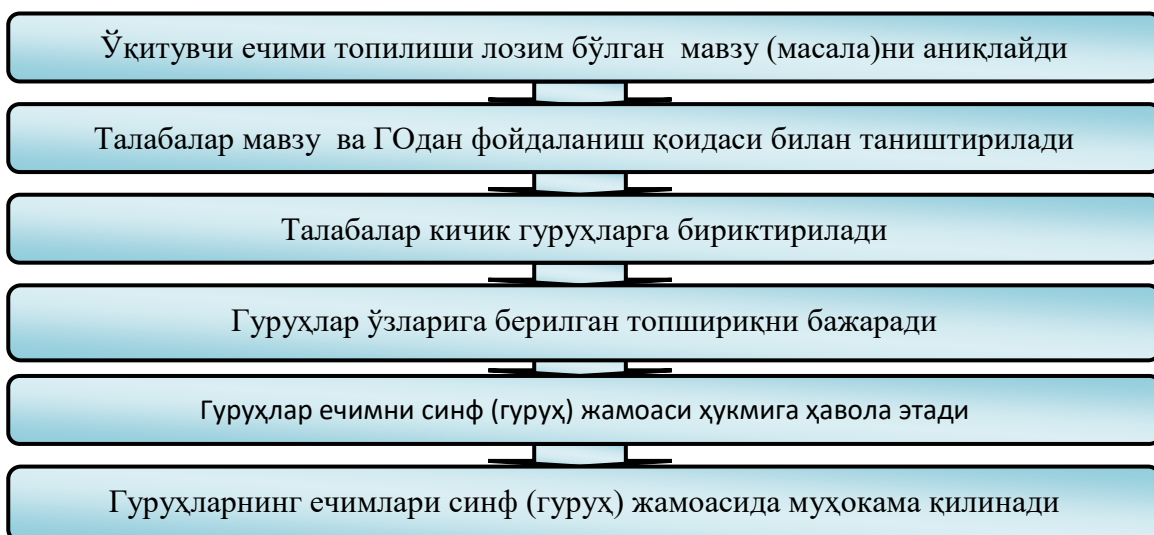 Ўқитувчи ечими топилиши лозим бўлган мавзу (масала)ни аниқлайди
Талабалар мавзу ва ГОдан фойдаланиш қоидаси билан таништирилади
Талабалар кичик гуруҳларга бириктирилади
Гуруҳлар ўзларига берилган топшириқни бажаради
Гуруҳлар ечимни синф (гуруҳ) жамоаси ҳукмига ҳавола этади
Гуруҳларнинг ечимлари синф (гуруҳ) жамоасида муҳокама қилинади